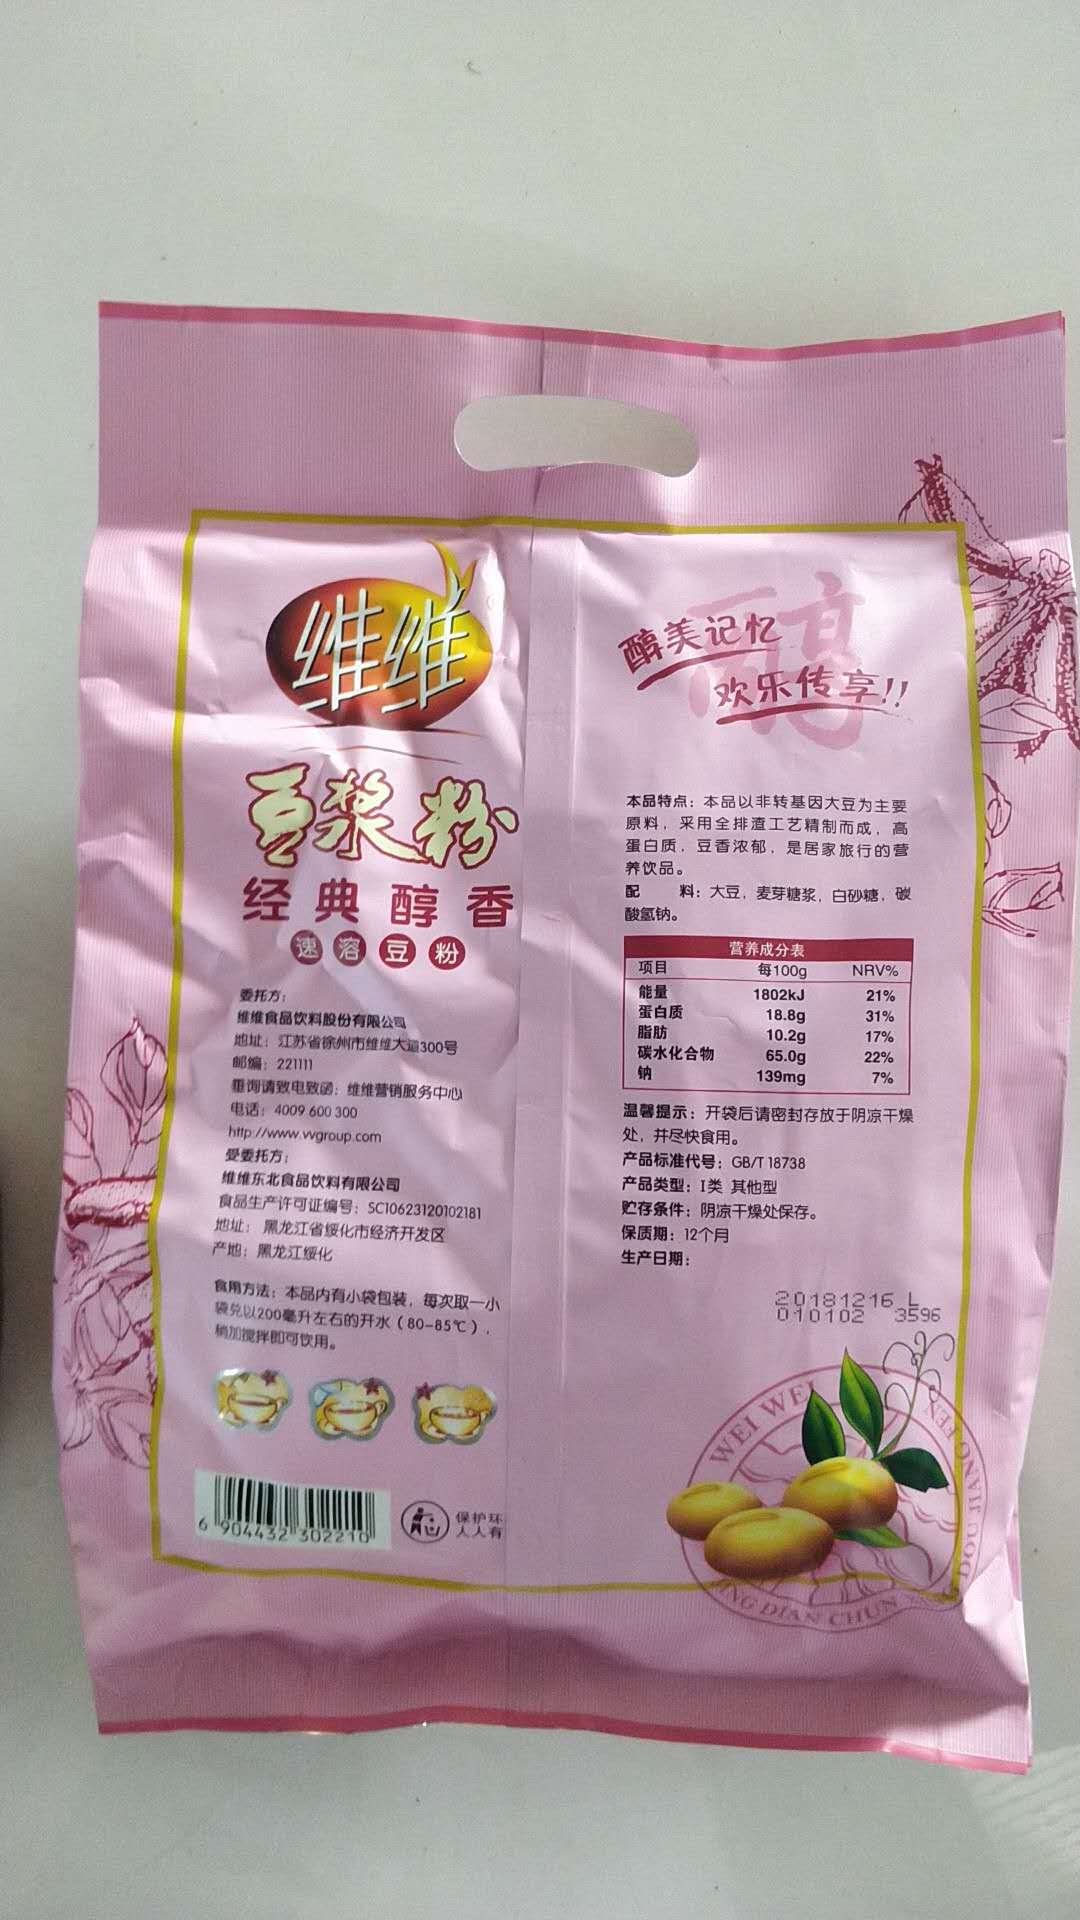 维维
豆浆粉
经典醇香
速溶豆粉
委托方：
维维食品饮料股份有限公司
地址：江苏省徐州市维维大道300号
邮编：221111
垂询请致电致函：维维营销服务中心
电话：4009 600 300
http://www.vvgroup.com
受委托方：
维维东北食品饮料有限公司
食品生产许可证编号：SC10623120102181
地址：黑龙江省绥化市经济开发区
产地：黑龙江绥化
食用方法：本品内有小袋包装，每次取一小
袋兑以200毫升左右的开水（80-85℃），
稍加搅拌即可饮用。
6 904432 302210
保护环
人人有
醇
醇美记忆
欢乐传享!!
本品特点：本品以非转基因大豆为主要
原料，采用全排渣工艺精制而成，高
蛋白质，豆香浓郁，是居家旅行的营
养饮品。
配 料：大豆，麦芽糖浆，白砂糖，碳
酸氢钠。
营养成分表
项目 每100g NRV%
能量 1802kJ 21%
蛋白质 18.8g 31%
脂肪 10.2g 17%
碳水化合物 65.0g 22%
钠 139mg 7%
温馨提示：开袋后请密封存放于阴凉干燥
处，并尽快食用。
产品标准代号：GB/T 18738
产品类型：I类 其他型
贮存条件：阴凉干燥处保存。
保质期：12个月
生产日期：
20181216 L
010102 3596
WEI WEI
DOU JIANG FEN
JING DIAN CHUN